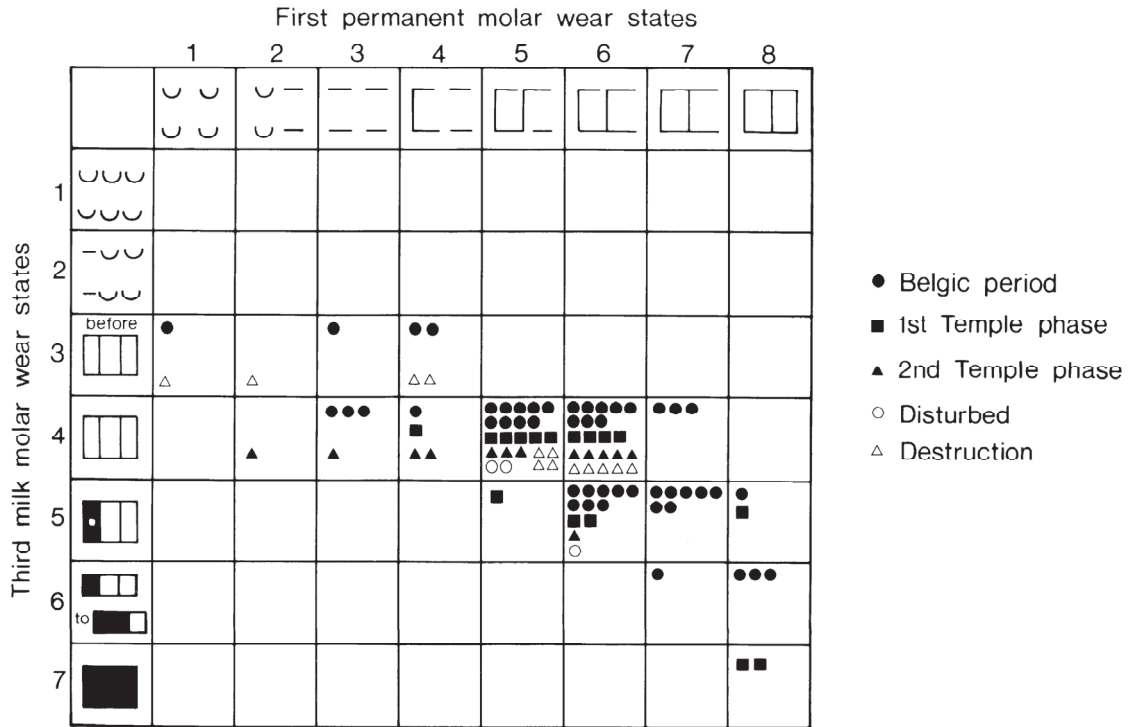 First permanent molar wear states
1 2 3 4 5 6 7 8
Third milk molar wear states
1
2
before
3
4
5
6
to
7
Belgic period
1st Temple phase
2nd Temple phase
Disturbed
Destruction